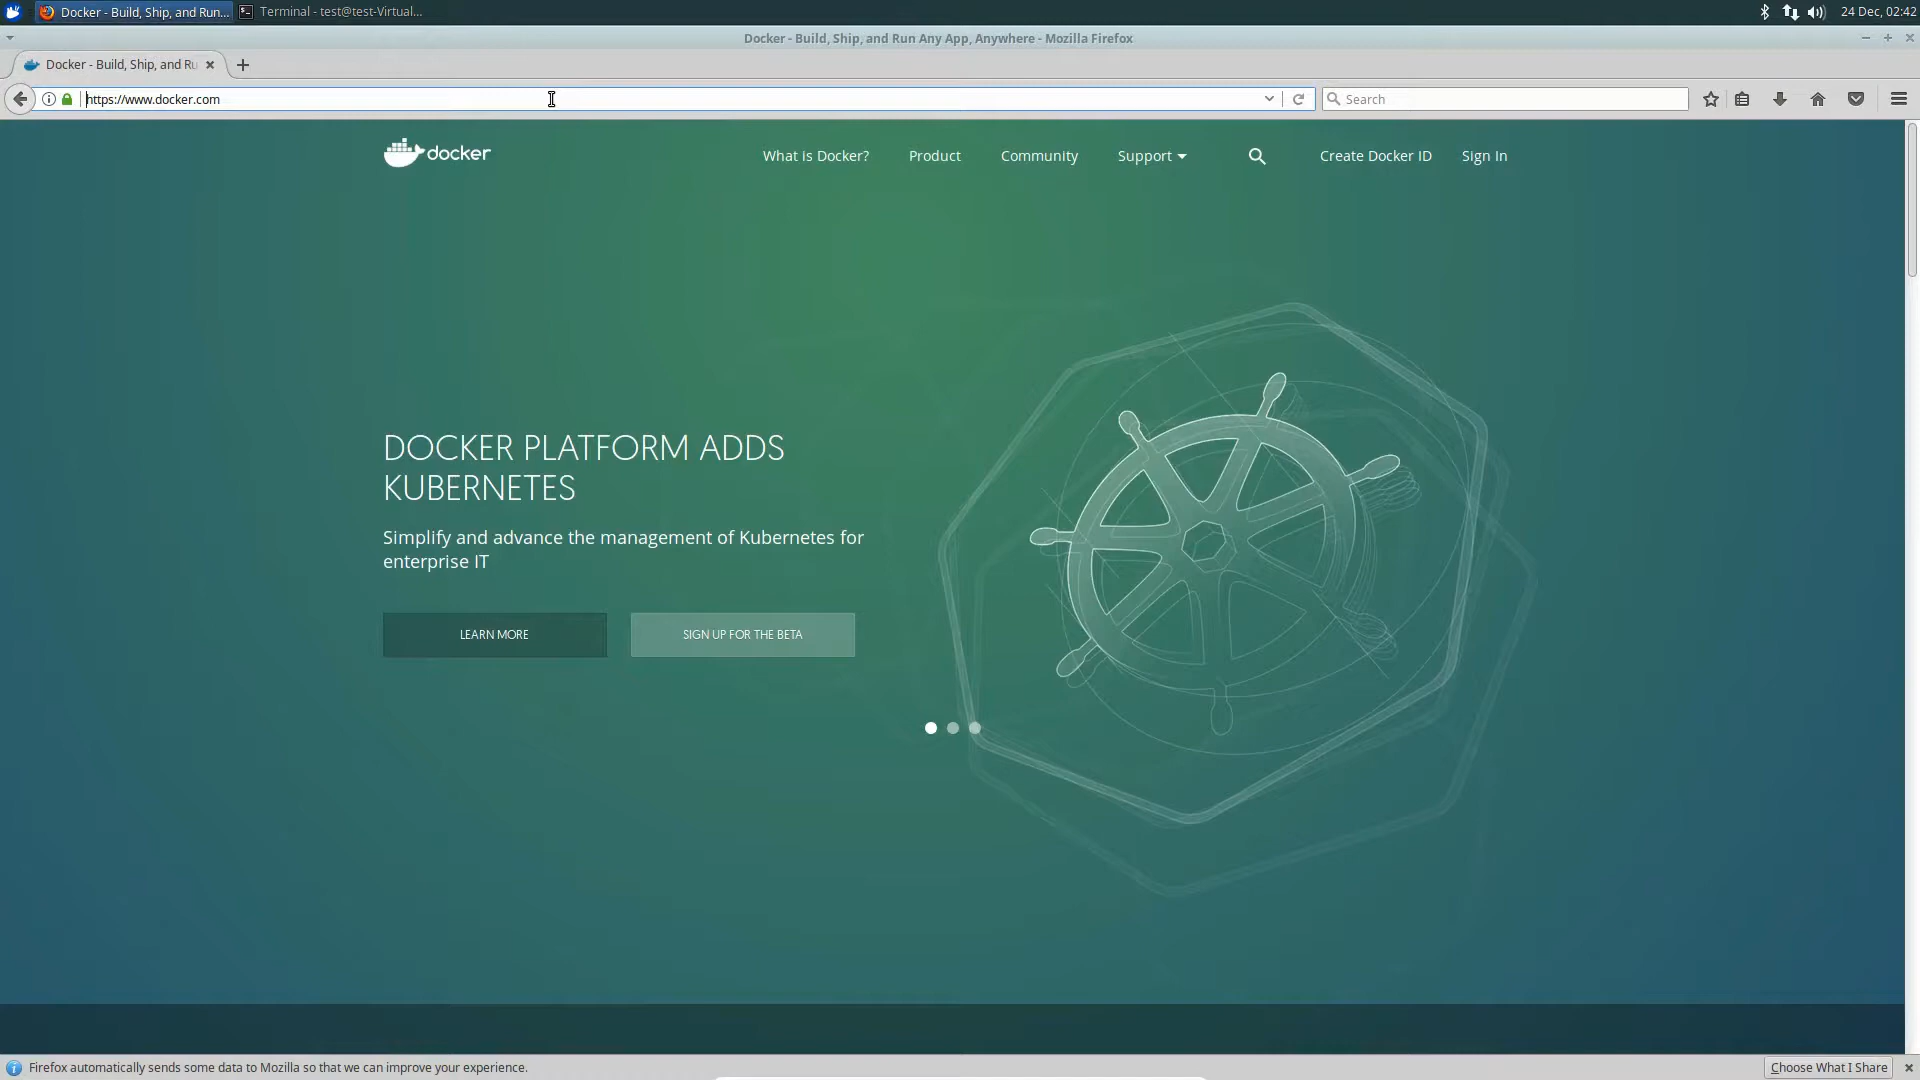 Docker - Build, Ship, and Run...
Terminal - test@test-Virtual...
24 Dec, 02:42
Docker - Build, Ship, and Run Any App, Anywhere - Mozilla Firefox
Docker - Build, Ship, and Ru
https://www.docker.com
Search
docker
What is Docker?
Product
Community
Support
Create Docker ID
Sign In
DOCKER PLATFORM ADDS
KUBERNETES
Simplify and advance the management of Kubernetes for
enterprise IT
LEARN MORE
SIGN UP FOR THE BETA
Firefox automatically sends some data to Mozilla so that we can improve your experience.
Choose What I Share